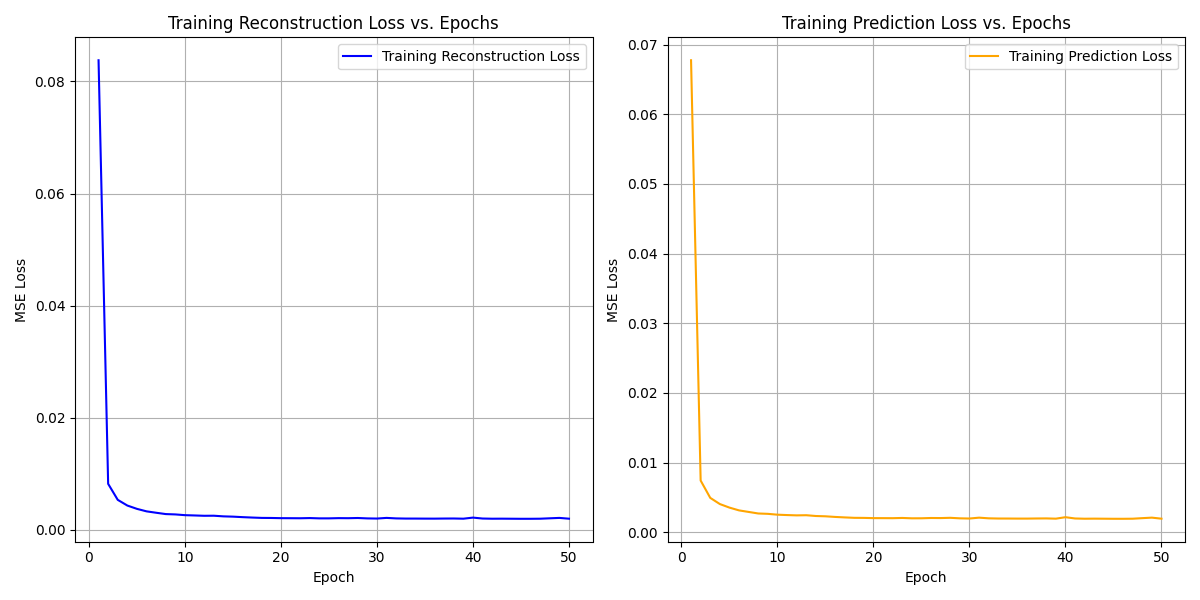 Training Reconstruction Loss vs. Epochs
Training Reconstruction Loss
MSE Loss
0.08
0.06
0.04
0.02
0.00
0 10 20 30 40 50
Epoch
Training Prediction Loss vs. Epochs
Training Prediction Loss
MSE Loss
0.07
0.06
0.05
0.04
0.03
0.02
0.01
0.00
0 10 20 30 40 50
Epoch